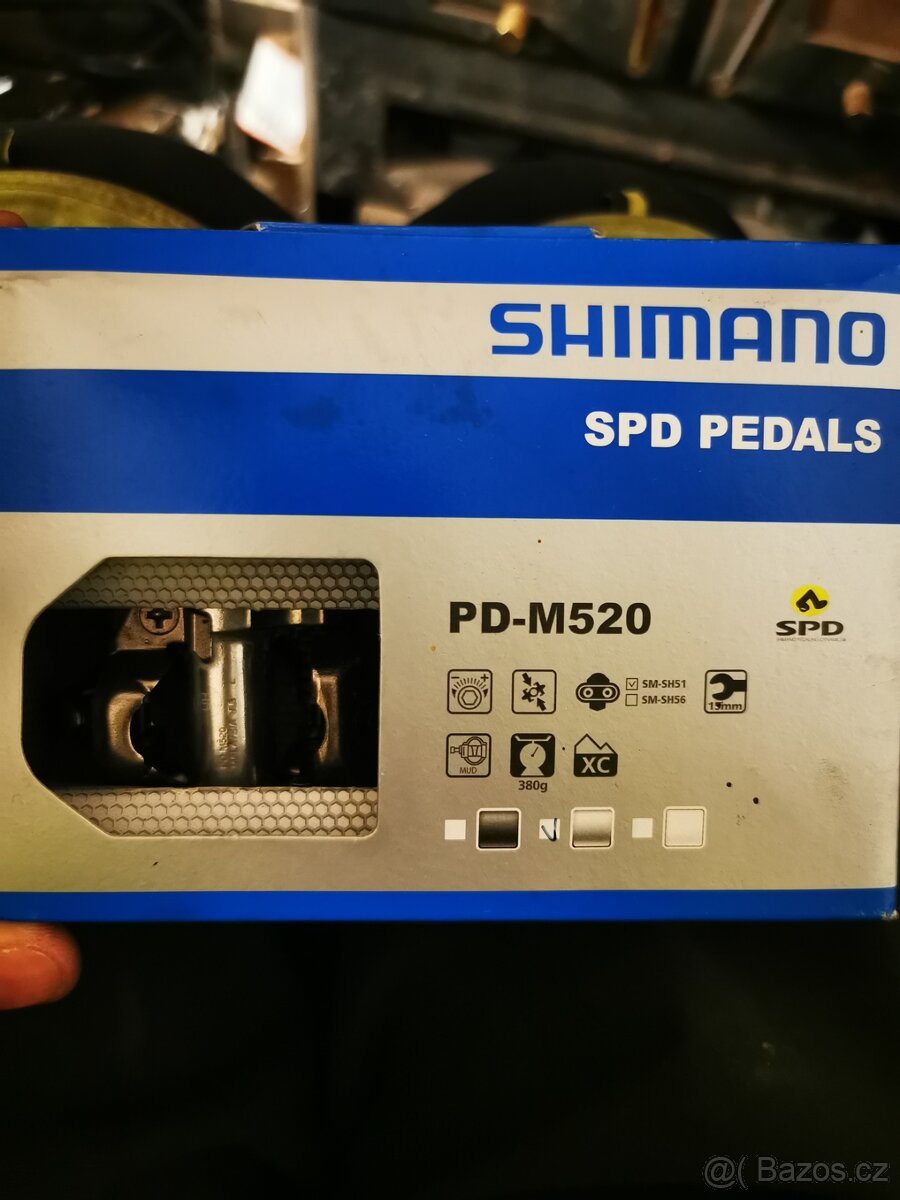 SHIMANO
SPD PEDALS
PD-M520
SPD
SM-SH51
SM-SH56
15mm
MUD
380g
XC
@( Bazos.cz